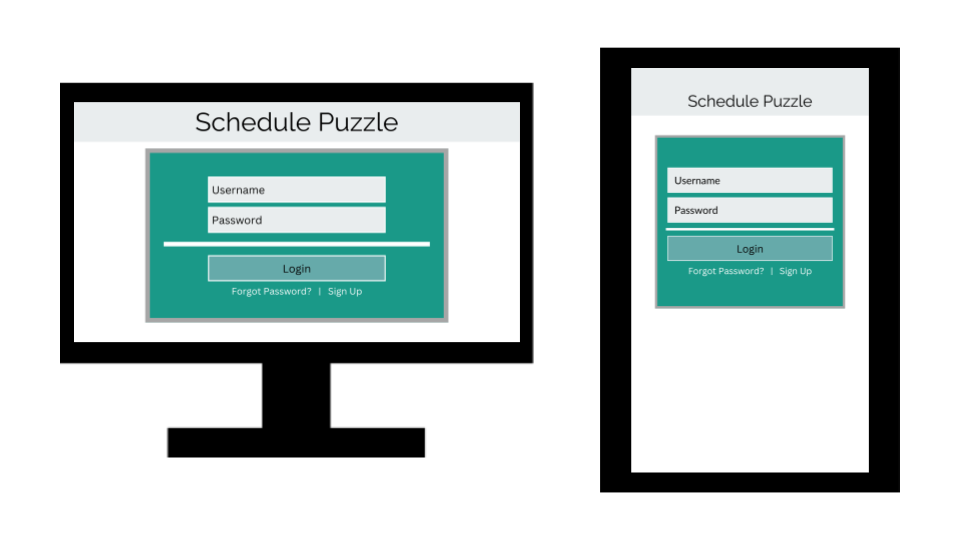 Schedule Puzzle
Username
Password
Login
Forgot Password? | Sign Up
Schedule Puzzle
Username
Password
Login
Forgot Password? | Sign Up